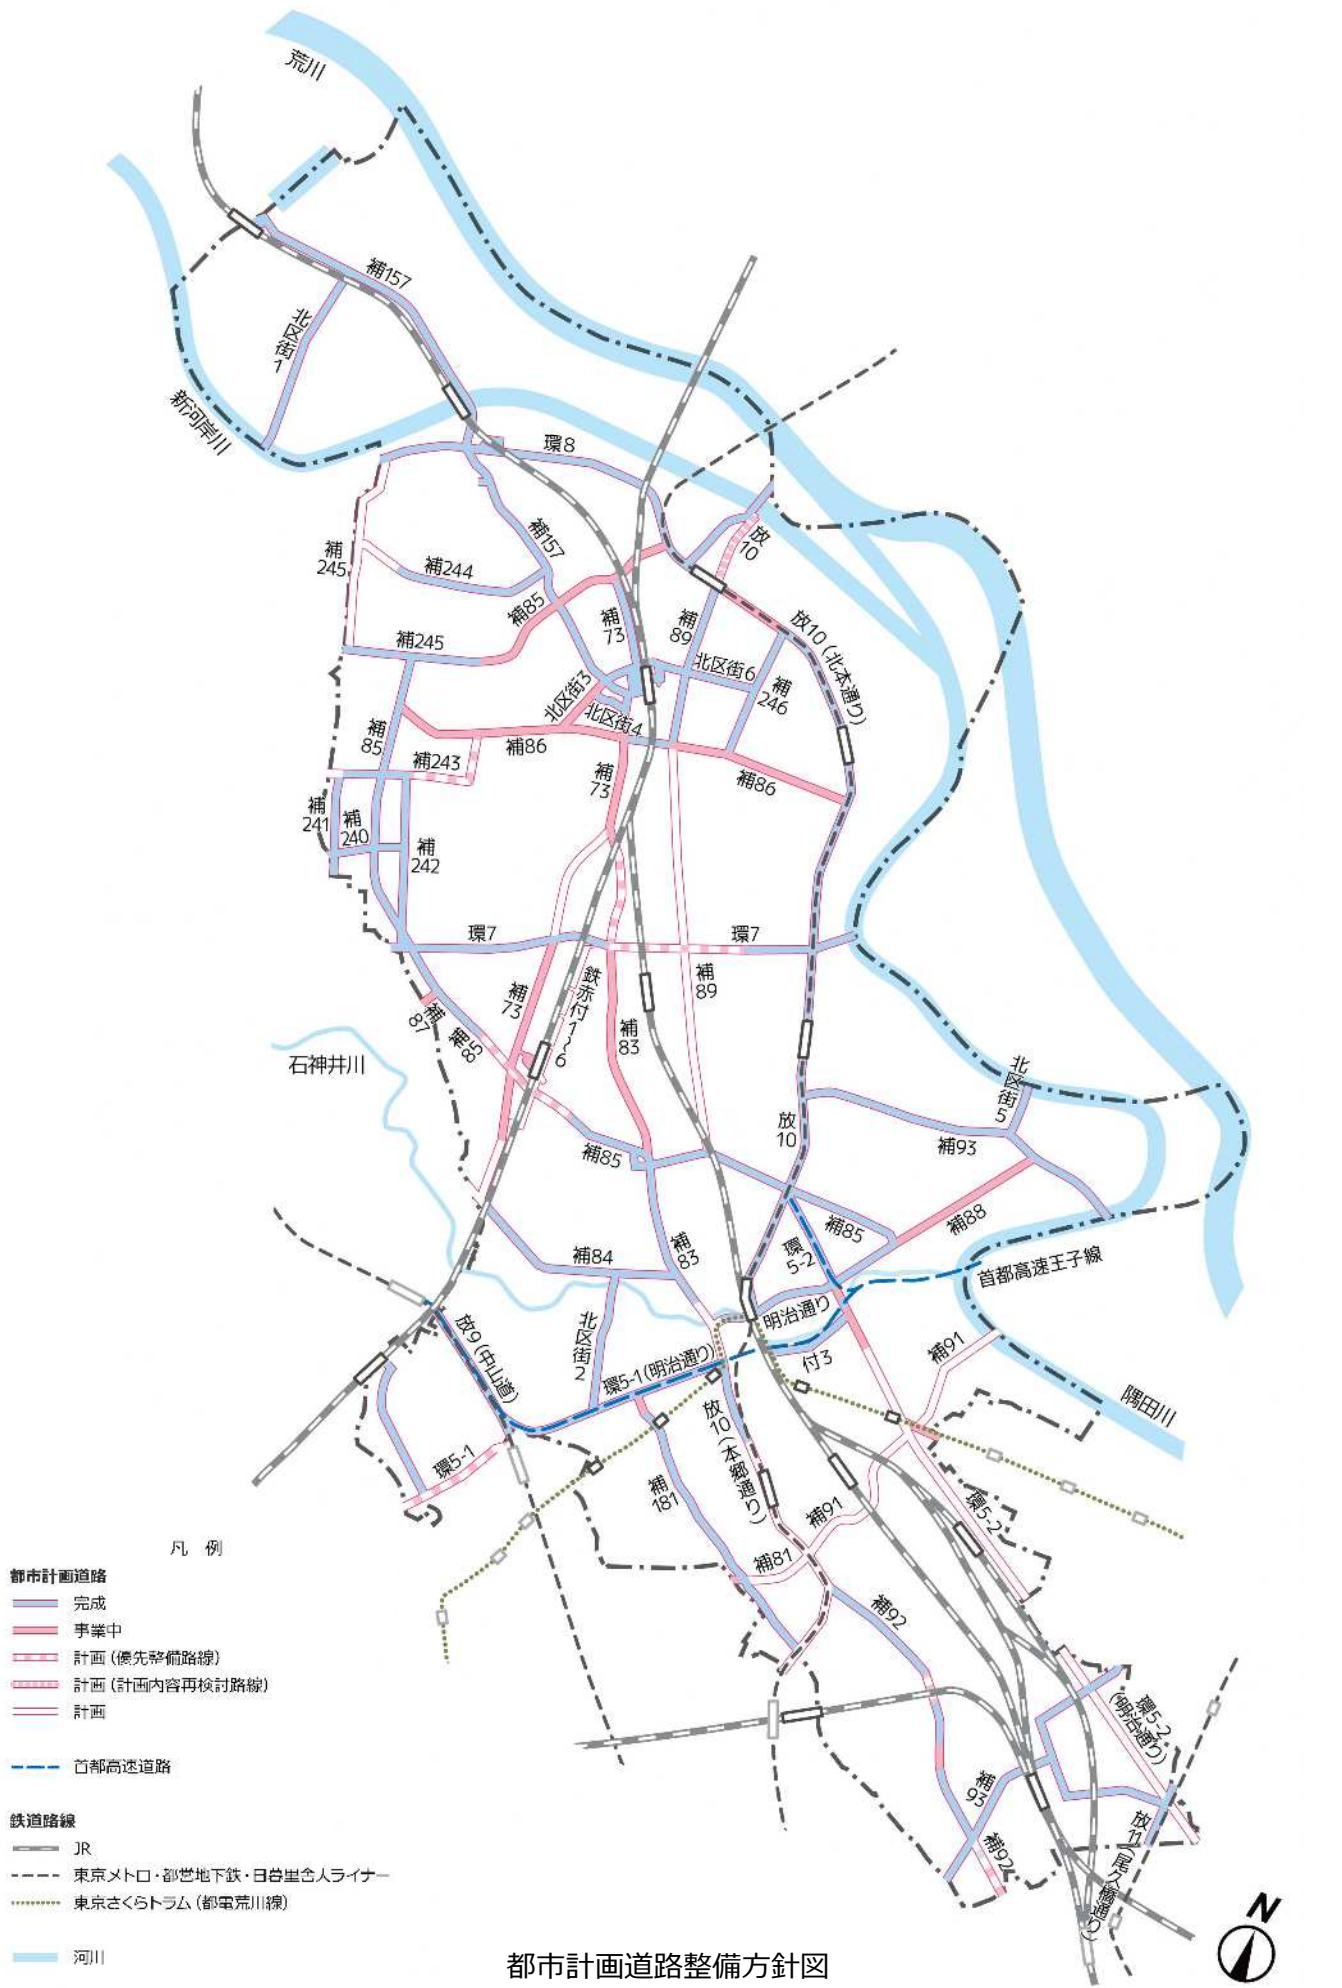 荒川
補157
北区街1
新河岸川
環8
補157
放10
補245
補244
補85
補73
補89
放10(北本通り)
補245
北区街6
補246
北区街3
北区街4
補85
補243
補86
補73
補86
補241
補240
補242
環7
環7
補73
鉄赤付1~6
補89
補87
補85
補83
石神井川
北区街5
放10
補93
補85
補88
補85
環5-2
補84
補83
首都高速王子線
明治通り
放9(中山道)
北区街2
環5-1(明治通り)
付3
補91
隅田川
放10(本郷通り)
環5-1
補181
補91
環5-2
補81
補92
環5-2(明治通り)
補93
補92
放11(尾久橋通り)
凡 例
都市計画道路
完成
事業中
計画(優先整備路線)
計画(計画内容再検討路線)
計画
首都高速道路
鉄道路線
JR
東京メトロ・都営地下鉄・日暮里舎人ライナー
東京さくらトラム(都電荒川線)
河川
N
都市計画道路整備方針図